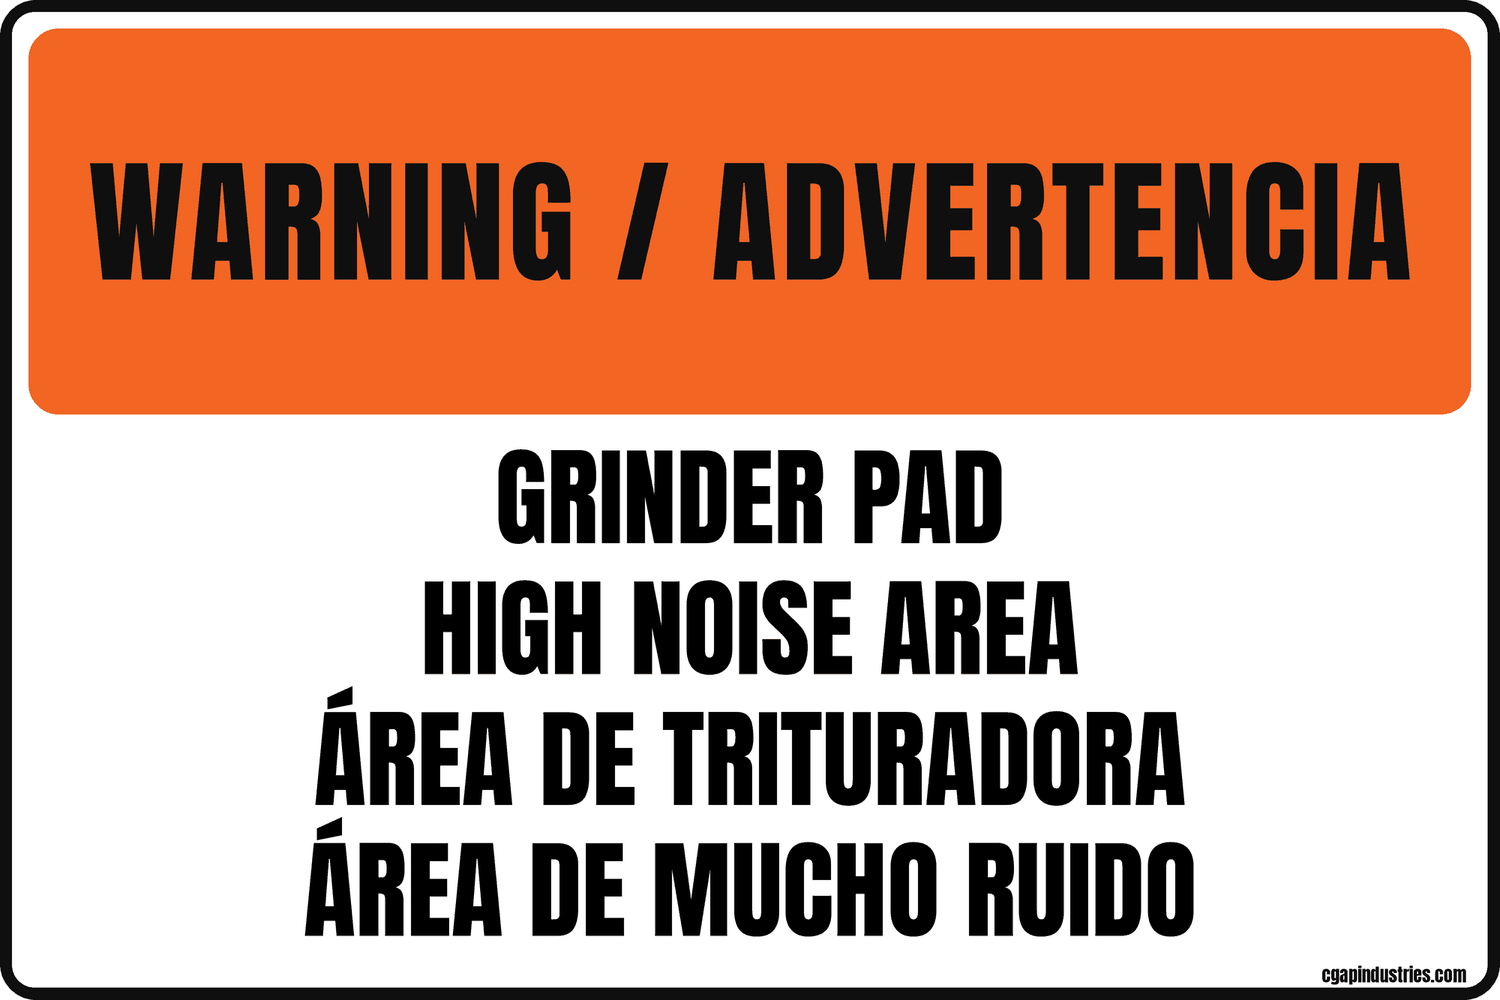 WARNING / ADVERTENCIA
GRINDER PAD
HIGH NOISE AREA
ÁREA DE TRITURADORA
ÁREA DE MUCHO RUIDO
cgapindustries.com